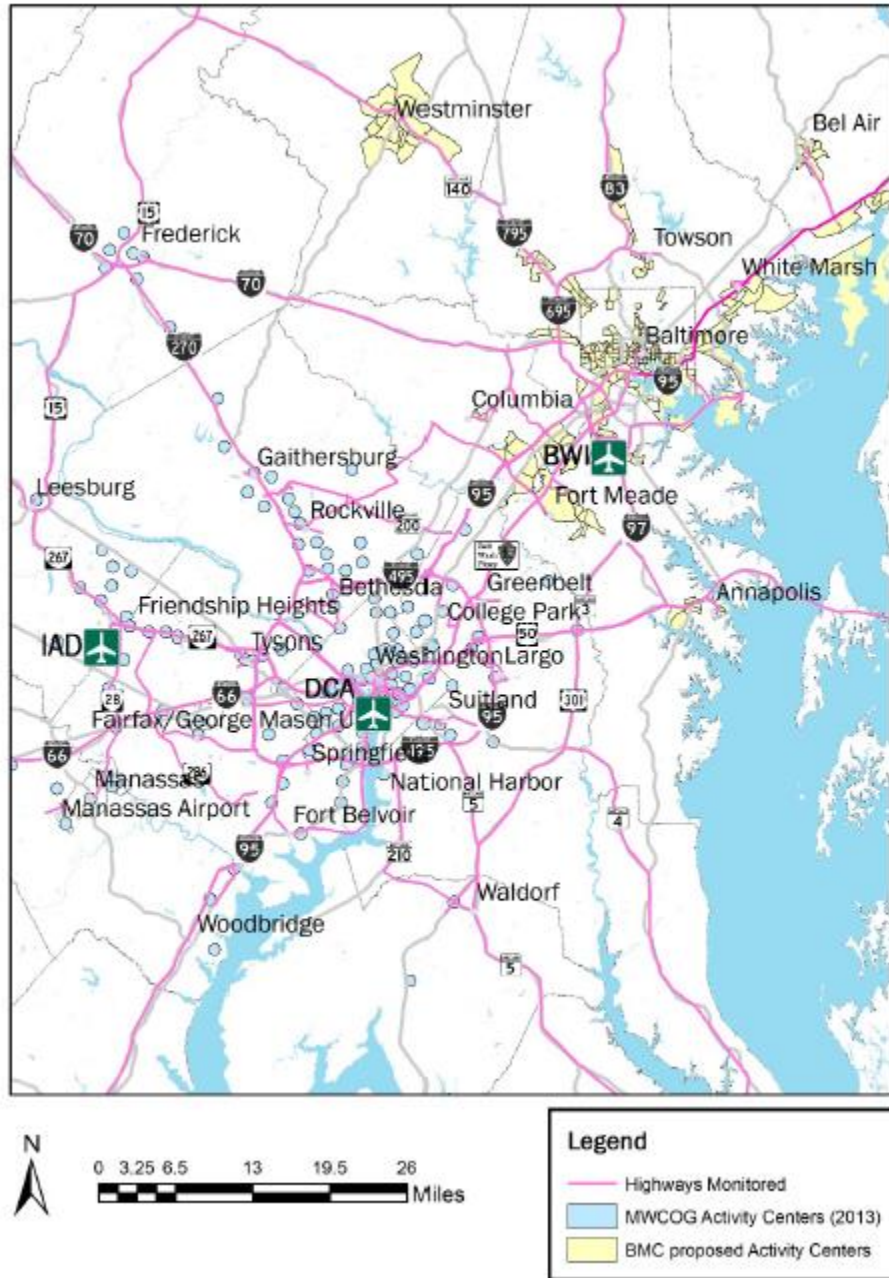 Westminster
Bel Air
140
83
15
795
Towson
70
Frederick
White Marsh
70
695
Baltimore
270
95
15
Columbia
BWI
Gaithersburg
Leesburg
95
Fort Meade
Rockville
200
97
267
495
Bethesda
Greenbelt
Annapolis
Friendship Heights
College Park
3
267
50
IAD
Tysons
Washington
Largo
DCA
66
Suitland
301
28
95
Fairfax/George Mason U
66
Springfie
495
Manassa
286
National Harbor
Manassas Airport
Fort Belvoir
5
4
95
210
Waldorf
Woodbridge
5
N
0 3.25 6.5 13 19.5 26
Miles
Legend
Highways Monitored
MWCOG Activity Centers (2013)
BMC proposed Activity Centers